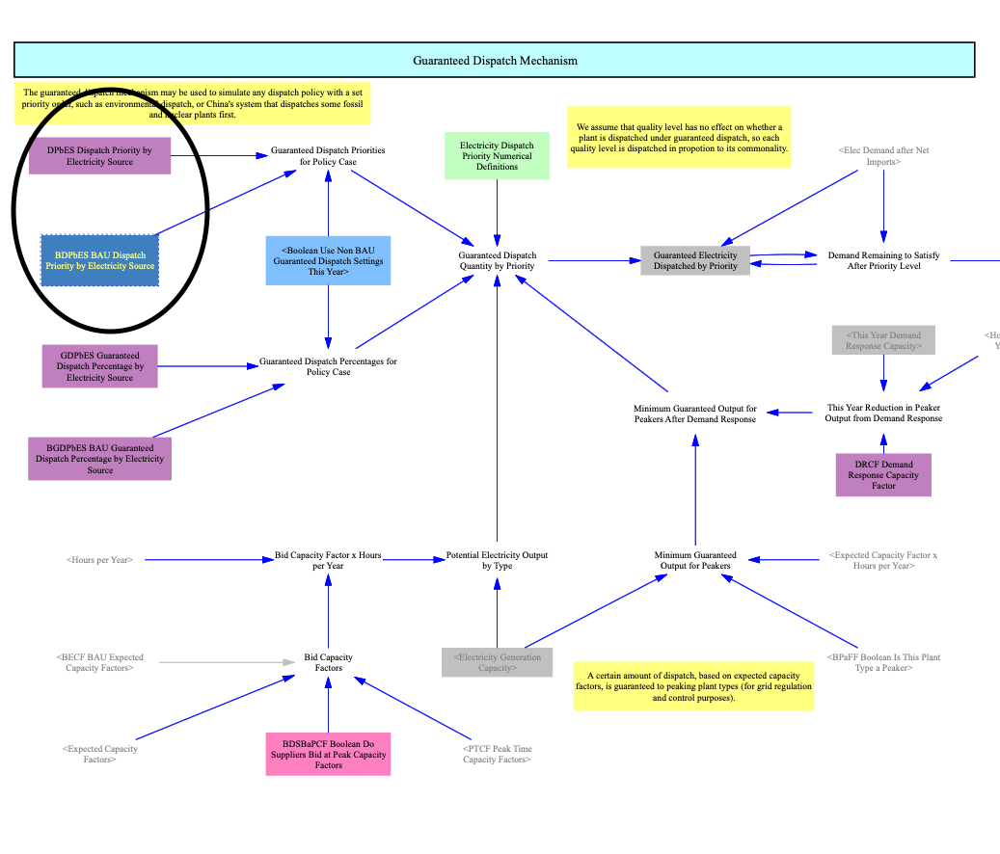 Guaranteed Dispatch Mechanism
The guaranteed dispatch mechanism may be used to simulate any dispatch policy with a set
priority order, such as environmental dispatch, or China's system that dispatches some fossil
and nuclear plants first.
We assume that quality level has no effect on whether a
plant is dispatched under guaranteed dispatch, so each
quality level is dispatched in propotion to its commonality.
DPbES Dispatch Priority by
Electricity Source
Guaranteed Dispatch Priorities
for Policy Case
Electricity Dispatch
Priority Numerical
Definitions
<Elec Demand after Net
Imports>
BDPbES BAU Dispatch
Priority by Electricity Source
<Boolean Use Non BAU
Guaranteed Dispatch Settings
This Year>
Guaranteed Dispatch
Quantity by Priority
Guaranteed Electricity
Dispatched by Priority
Demand Remaining to Satisfy
After Priority Level
GDPbES Guaranteed
Dispatch Percentage by
Electricity Source
Guaranteed Dispatch Percentages for
Policy Case
<This Year Demand
Response Capacity>
<Ho
Y
Minimum Guaranteed Output for
Peakers After Demand Response
This Year Reduction in Peaker
Output from Demand Response
BGDPbES BAU Guaranteed
Dispatch Percentage by Electricity
Source
DRCF Demand
Response Capacity
Factor
<Hours per Year>
Bid Capacity Factor x Hours
per Year
Potential Electricity Output
by Type
Minimum Guaranteed
Output for Peakers
<Expected Capacity Factor x
Hours per Year>
<BECF BAU Expected
Capacity Factors>
Bid Capacity
Factors
<Electricity Generation
Capacity>
<BPaFF Boolean Is This Plant
Type a Peaker>
A certain amount of dispatch, based on expected capacity
factors, is guaranteed to peaking plant types (for grid regulation
and control purposes).
<Expected Capacity
Factors>
BDSBaPCF Boolean Do
Suppliers Bid at Peak Capacity
Factors
<PTCF Peak Time
Capacity Factors>